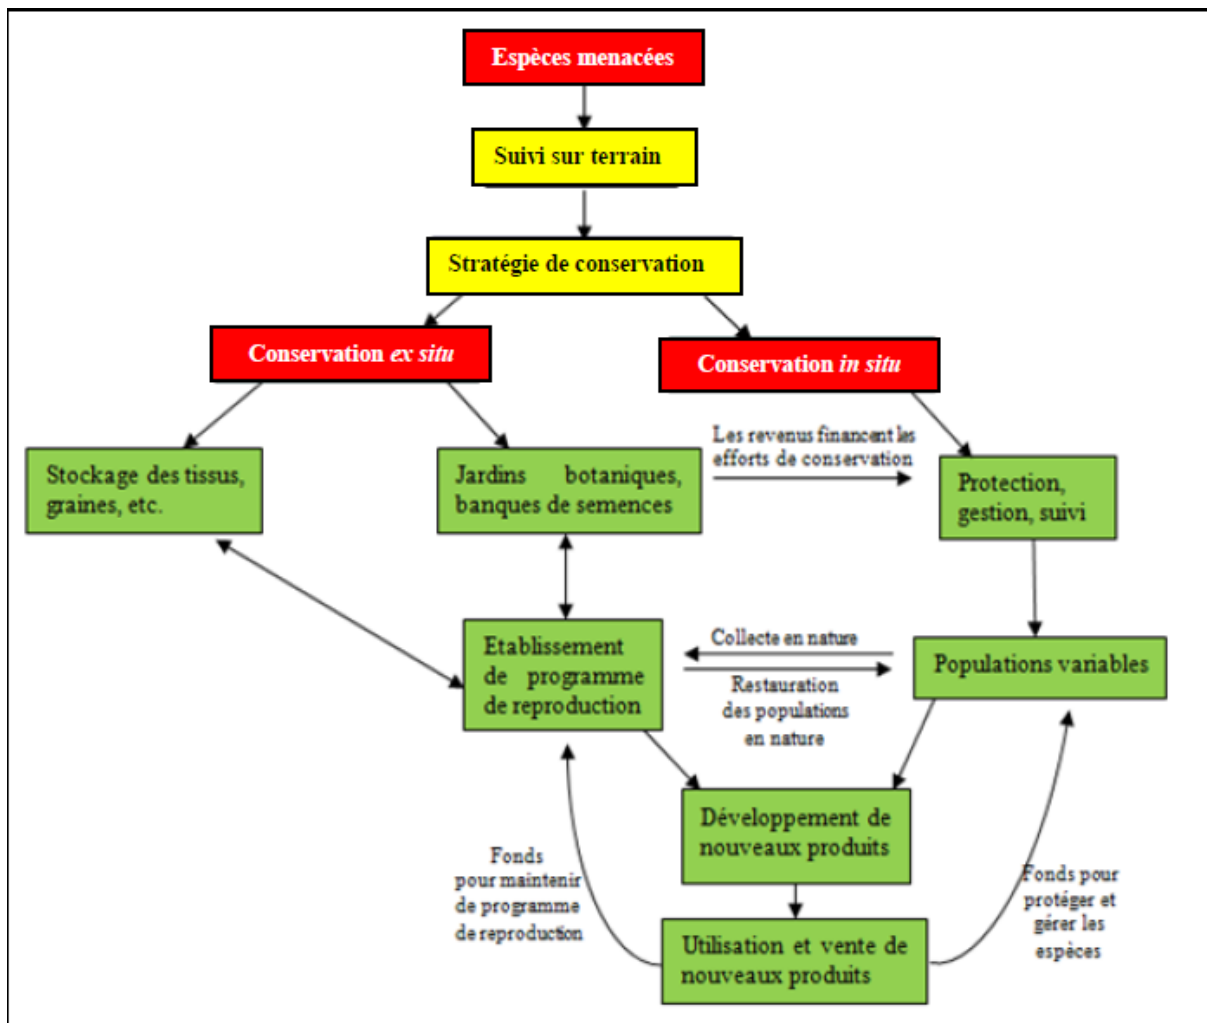 Espèces menacées
Suivi sur terrain
Stratégie de conservation
Conservation ex situ
Conservation in situ
Stockage des tissus,
graines, etc.
Jardins botaniques,
banques de semences
Les revenus financent les
efforts de conservation
Protection,
gestion, suivi
Etablissement
de programme
de reproduction
Collecte en nature
Restauration
des populations
en nature
Populations variables
Développement de
nouveaux produits
Fonds
pour maintenir
de programme
de reproduction
Fonds pour
protéger et
gérer les
espèces
Utilisation et vente de
nouveaux produits